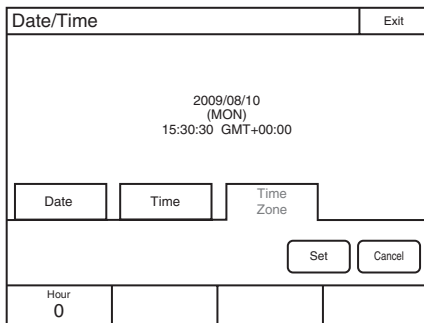 Date/Time
Exit
2009/08/10
(MON)
15:30:30 GMT+00:00
Date
Time
Time
Zone
Set
Cancel
Hour
0